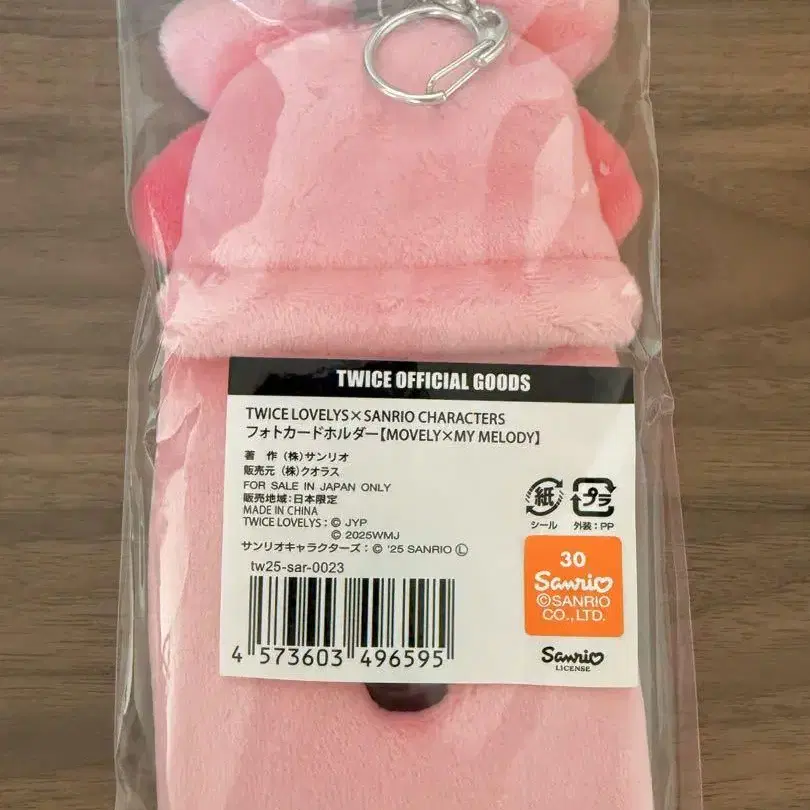 TWICE OFFICIAL GOODS
TWICE LOVELYS×SANRIO CHARACTERS
フォトカードホルダー【MOVELY×MY MELODY】
著 作 (株)サンリオ
販売元 (株)クオラス
FOR SALE IN JAPAN ONLY
販売地域:日本限定
MADE IN CHINA
TWICE LOVELYS:© JYP
© 2025WMJ
サンリオキャラクターズ:© '25 SANRIO Ⓛ
紙
シール
プラ
外装:PP
tw25-sar-0023
4 573603 496595
30
Sanrio
©SANRIO
CO.,LTD.
Sanrio
LICENSE